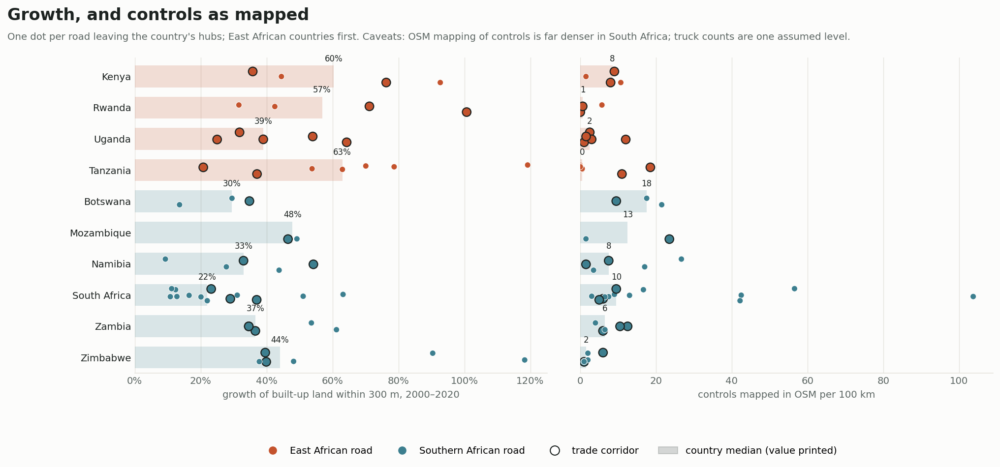 Growth, and controls as mapped
One dot per road leaving the country's hubs; East African countries first. Caveats: OSM mapping of controls is far denser in South Africa; truck counts are one assumed level.
60% 8
Kenya
57% 1
Rwanda
39% 2
Uganda
63% 0
Tanzania
30% 18
Botswana
48% 13
Mozambique
33% 8
Namibia
22% 10
South Africa
37% 6
Zambia
44% 2
Zimbabwe
0% 20% 40% 60% 80% 100% 120% 0 20 40 60 80 100
growth of built-up land within 300 m, 2000–2020 controls mapped in OSM per 100 km
East African road Southern African road trade corridor country median (value printed)